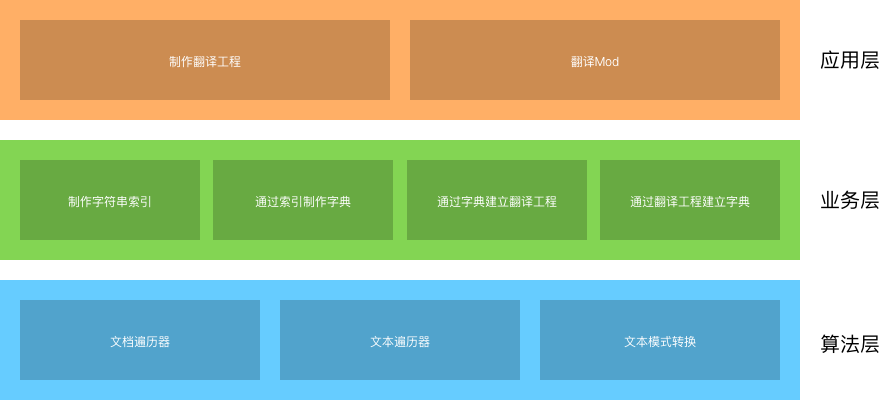 制作翻译工程
翻译Mod
应用层
制作字符串索引
通过索引制作字典
通过字典建立翻译工程
通过翻译工程建立字典
业务层
文档遍历器
文本遍历器
文本模式转换
算法层